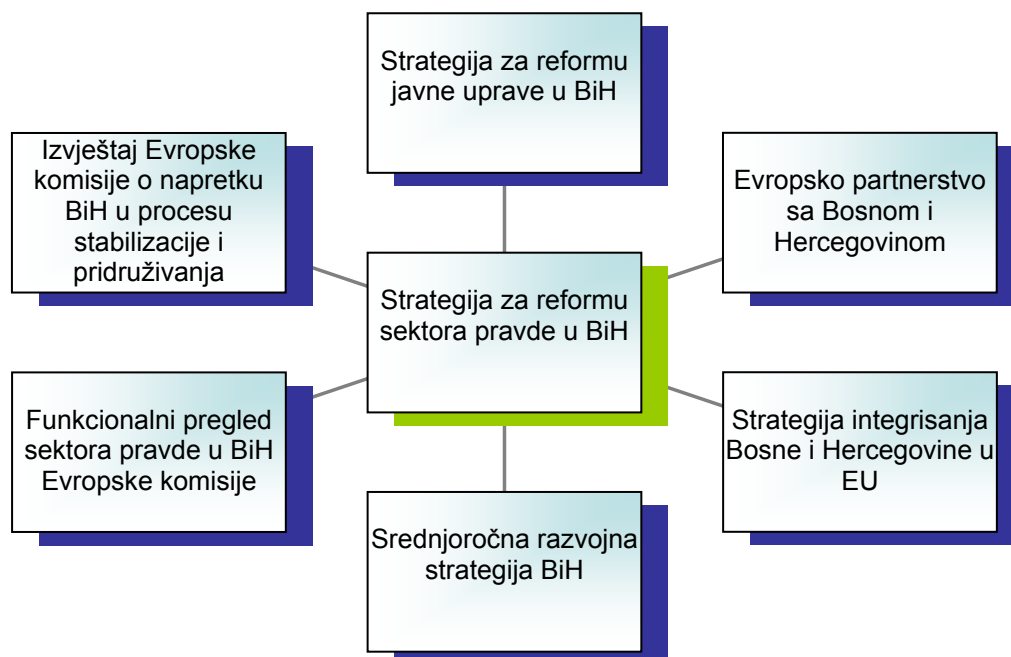 Strategija za reformu
javne uprave u BiH
Izvještaj Evropske
komisije o napretku
BiH u procesu
stabilizacije i
pridruživanja
Evropsko partnerstvo
sa Bosnom i
Hercegovinom
Strategija za reformu
sektora pravde u BiH
Funkcionalni pregled
sektora pravde u BiH
Evropske komisije
Strategija integrisanja
Bosne i Hercegovine u
EU
Srednjoročna razvojna
strategija BiH